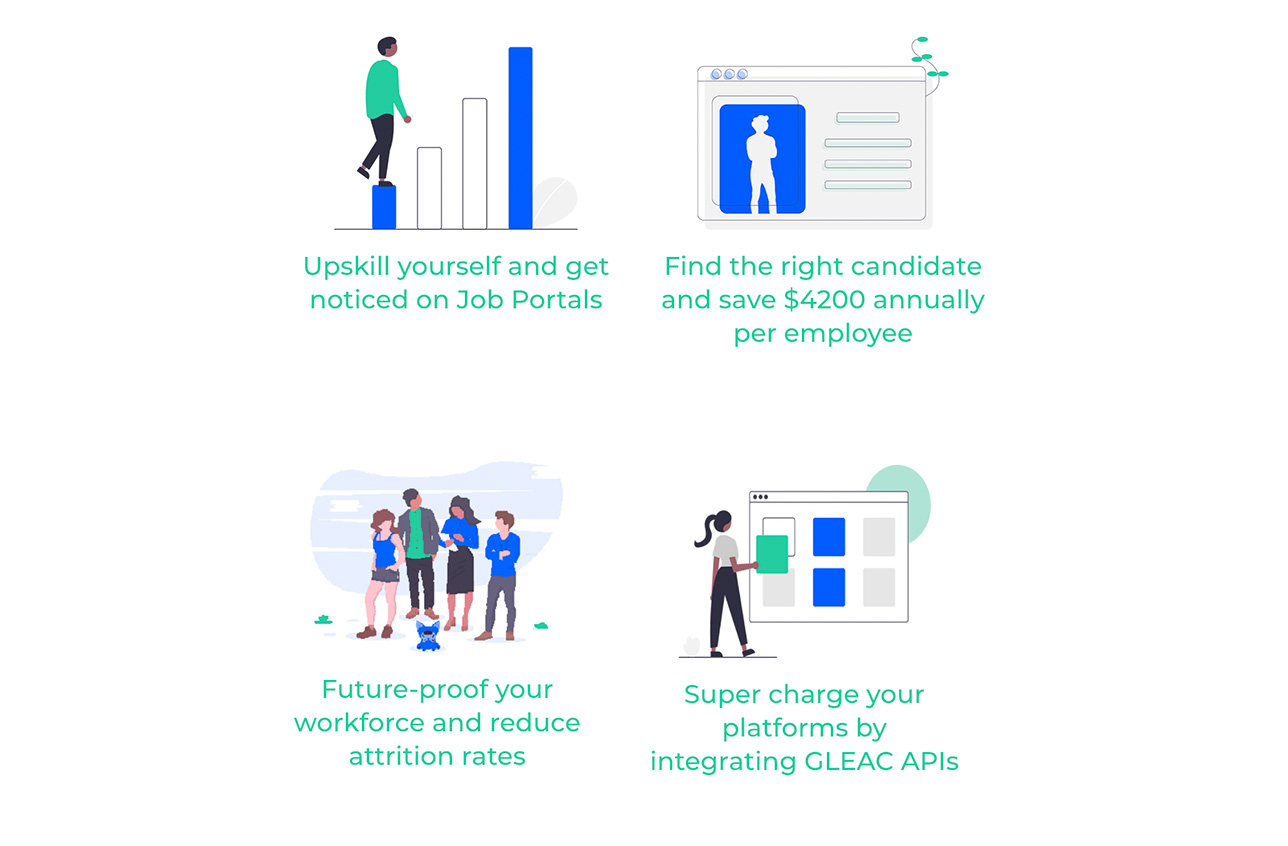 Upskill yourself and get
noticed on Job Portals
Find the right candidate
and save $4200 annually
per employee
Future-proof your
workforce and reduce
attrition rates
Super charge your
platforms by
integrating GLEAC APIs